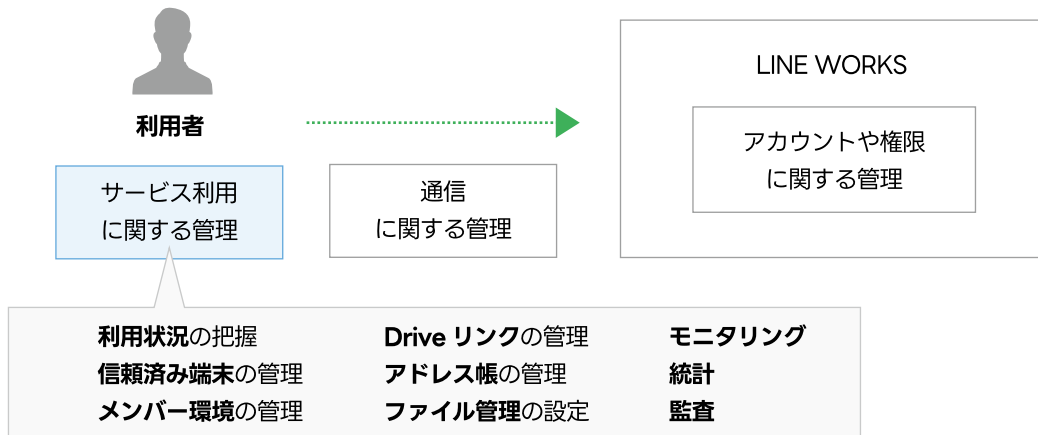 利用者
サービス利用
に関する管理
通信
に関する管理
LINE WORKS
アカウントや権限
に関する管理
利用状況の把握
信頼済み端末の管理
メンバー環境の管理
Drive リンクの管理
アドレス帳の管理
ファイル管理の設定
モニタリング
統計
監査